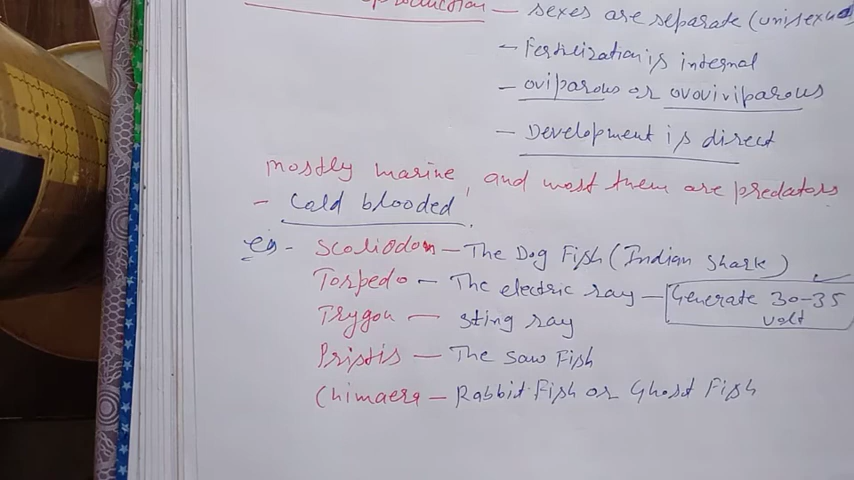 production — sexes are separate (unisexual
– Fertilization is internal
– oviparous or ovoviviparous
– Development is direct
mostly marine, and most them are predators
– Cold blooded.
eg - Scoliodon — The Dog Fish (Indian Shark)
Torpedo — The electric ray — Generate 30-35 volt
Trygon — sting ray
Pristis — The Saw Fish
Chimaera — Rabbit Fish or Ghost Fish